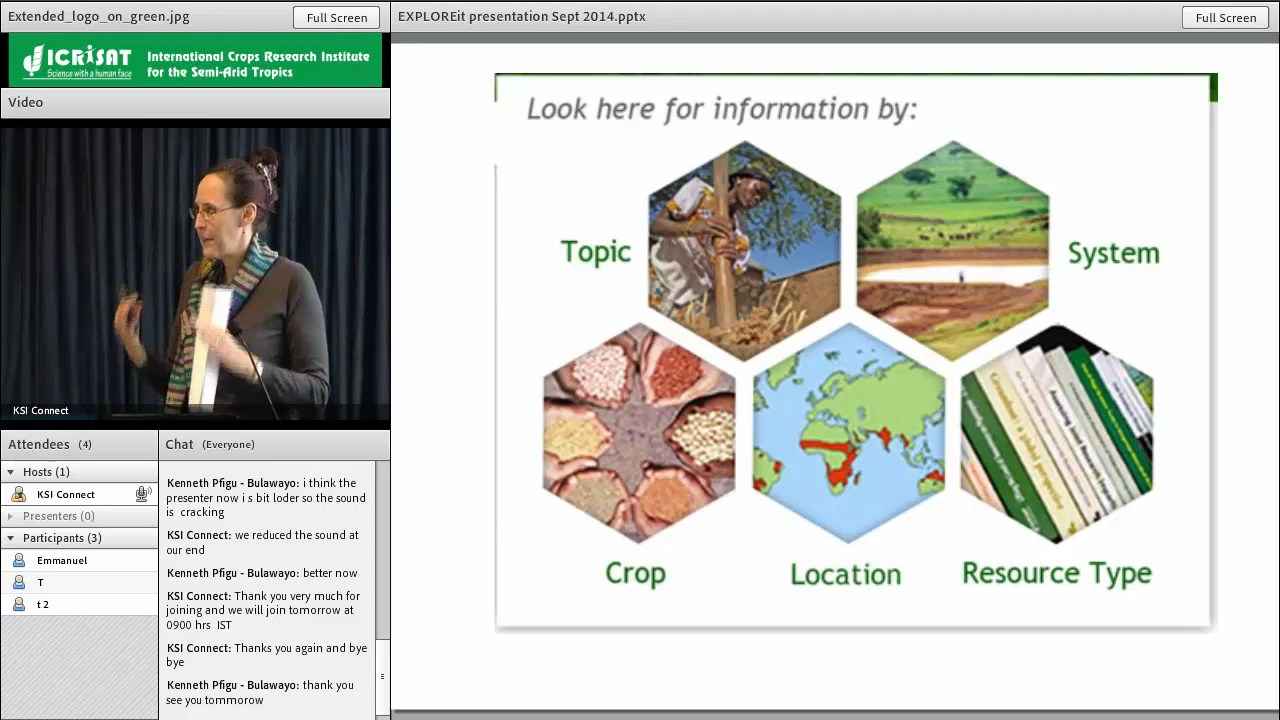 Extended_logo_on_green.jpg
Full Screen
ICRISAT
Science with a human face
International Crops Research Institute
for the Semi-Arid Tropics
Video
KSI Connect
Attendees (4)
Hosts (1)
KSI Connect
Presenters (0)
Participants (3)
Emmanuel
T
t 2
Chat (Everyone)
Kenneth Pfigu - Bulawayo: i think the
presenter now i s bit loder so the sound
is cracking
KSI Connect: we reduced the sound at
our end
Kenneth Pfigu - Bulawayo: better now
KSI Connect: Thank you very much for
joining and we will join tomorrow at
0900 hrs IST
KSI Connect: Thanks you again and bye
bye
Kenneth Pfigu - Bulawayo: thank you
see you tommorow
EXPLOREit presentation Sept 2014.pptx
Full Screen
Look here for information by:
Topic
System
Crop
Location
Resource Type
Groundnut a global perspective